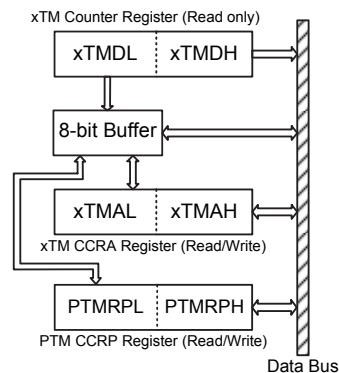 xTM Counter Register (Read only)
xTMDL xTMDH
8-bit Buffer
xTMAL xTMAH
xTM CCRA Register (Read/Write)
PTMRPL PTMRPH
PTM CCRP Register (Read/Write)
Data Bus